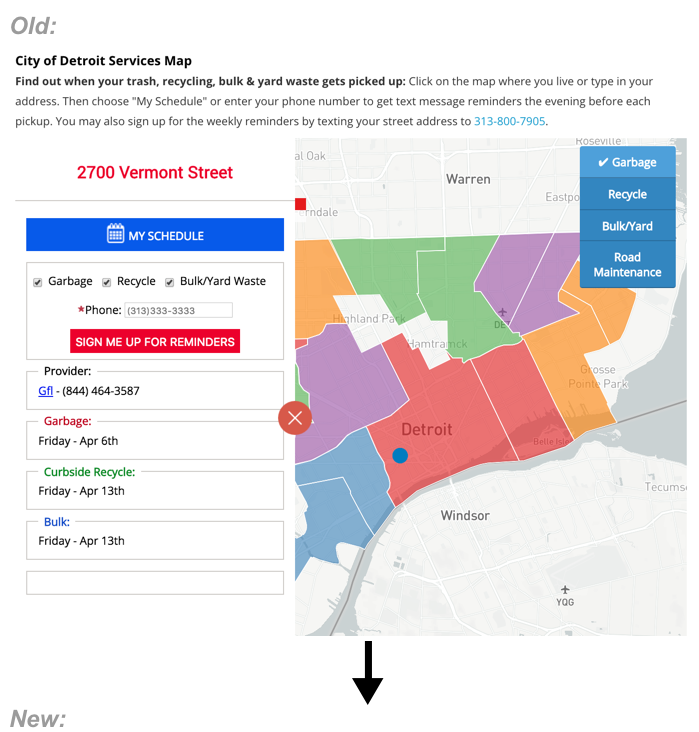 Old:
City of Detroit Services Map
Find out when your trash, recycling, bulk & yard waste gets picked up: Click on the map where you live or type in your
address. Then choose "My Schedule" or enter your phone number to get text message reminders the evening before each
pickup. You may also sign up for the weekly reminders by texting your street address to 313-800-7905.
2700 Vermont Street
MY SCHEDULE
Garbage Recycle Bulk/Yard Waste
*Phone: (313)333-3333
SIGN ME UP FOR REMINDERS
Provider:
Gfl - (844) 464-3587
Garbage:
Friday - Apr 6th
Curbside Recycle:
Friday - Apr 13th
Bulk:
Friday - Apr 13th
Roseville
al Oak
Warren
rndale
Eastpo
✔ Garbage
Recycle
Bulk/Yard
Road
Maintenance
Highland Park
DE
Hamtramck
Grosse
Pointe Park
Detroit
Belle Isle
Windsor
Tecums
YQG
New: